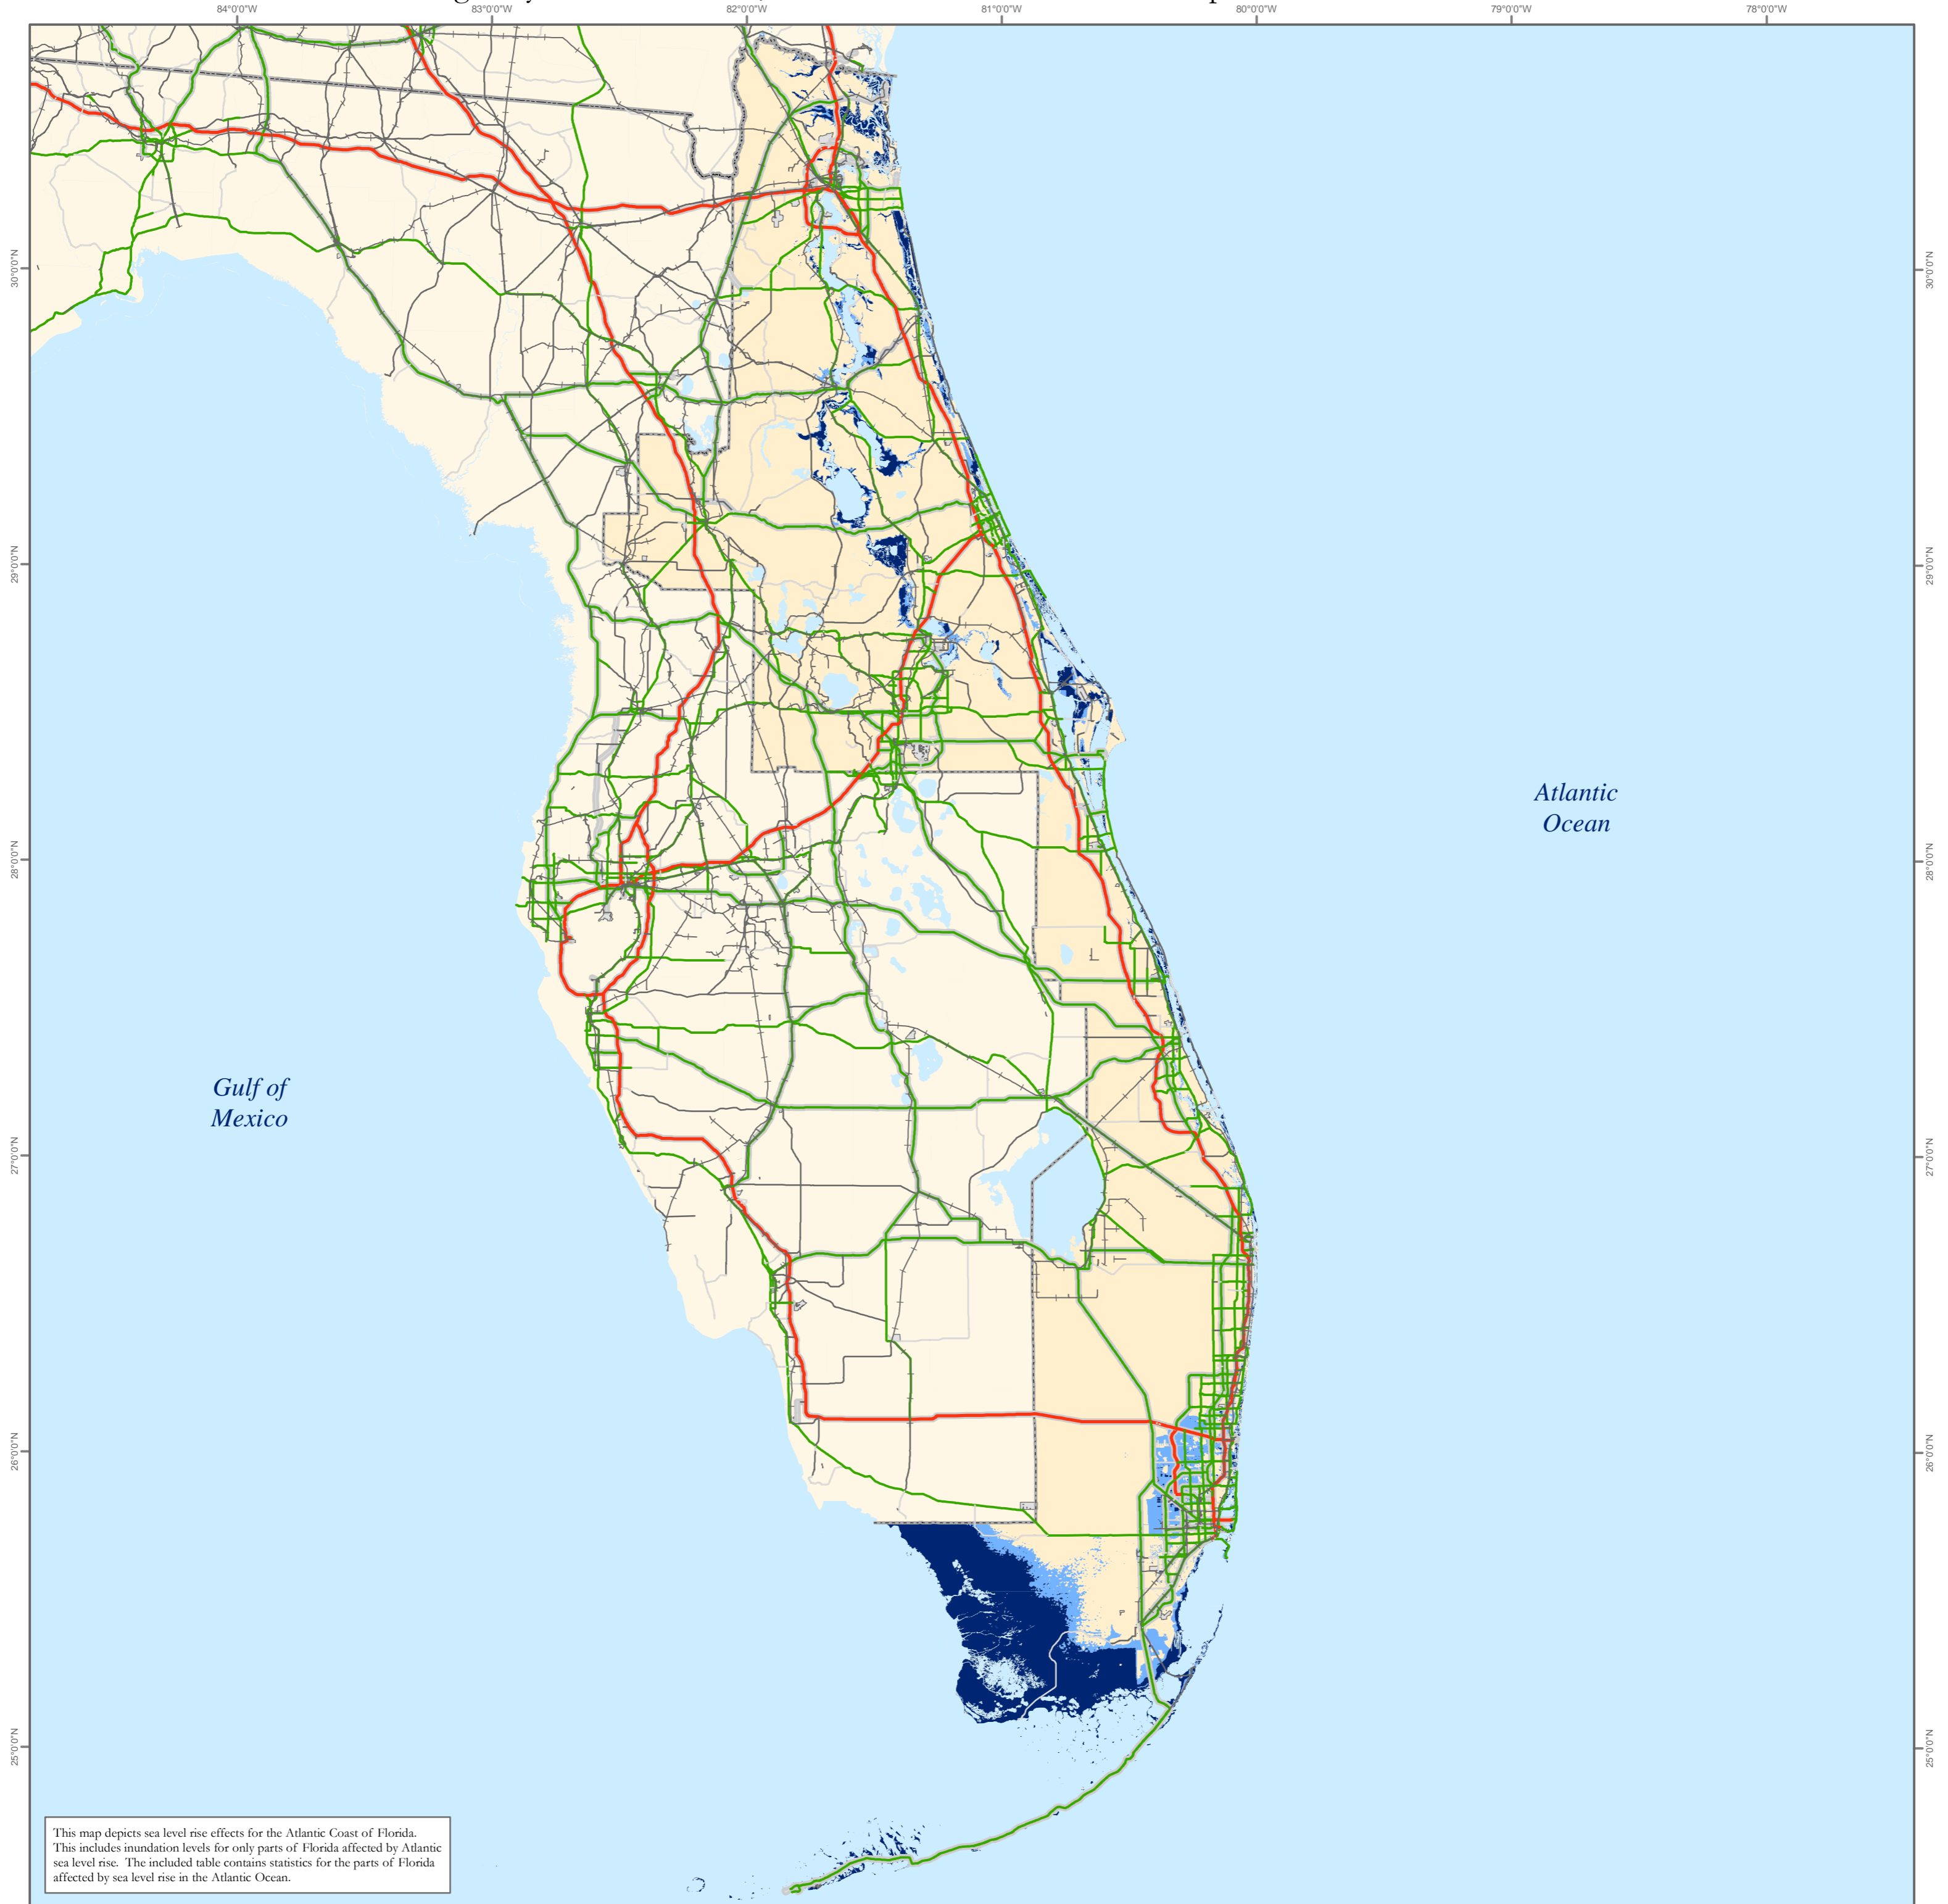 84°0'0"W
83°0'0"W
82°0'0"W
81°0'0"W
80°0'0"W
79°0'0"W
78°0'0"W
30°0'0"N
30°0'0"N
29°0'0"N
29°0'0"N
Atlantic
Ocean
28°0'0"N
28°0'0"N
Gulf of
Mexico
27°0'0"N
27°0'0"N
26°0'0"N
26°0'0"N
25°0'0"N
25°0'0"N
This map depicts sea level rise effects for the Atlantic Coast of Florida.
This includes inundation levels for only parts of Florida affected by Atlantic
sea level rise. The included table contains statistics for the parts of Florida
affected by sea level rise in the Atlantic Ocean.